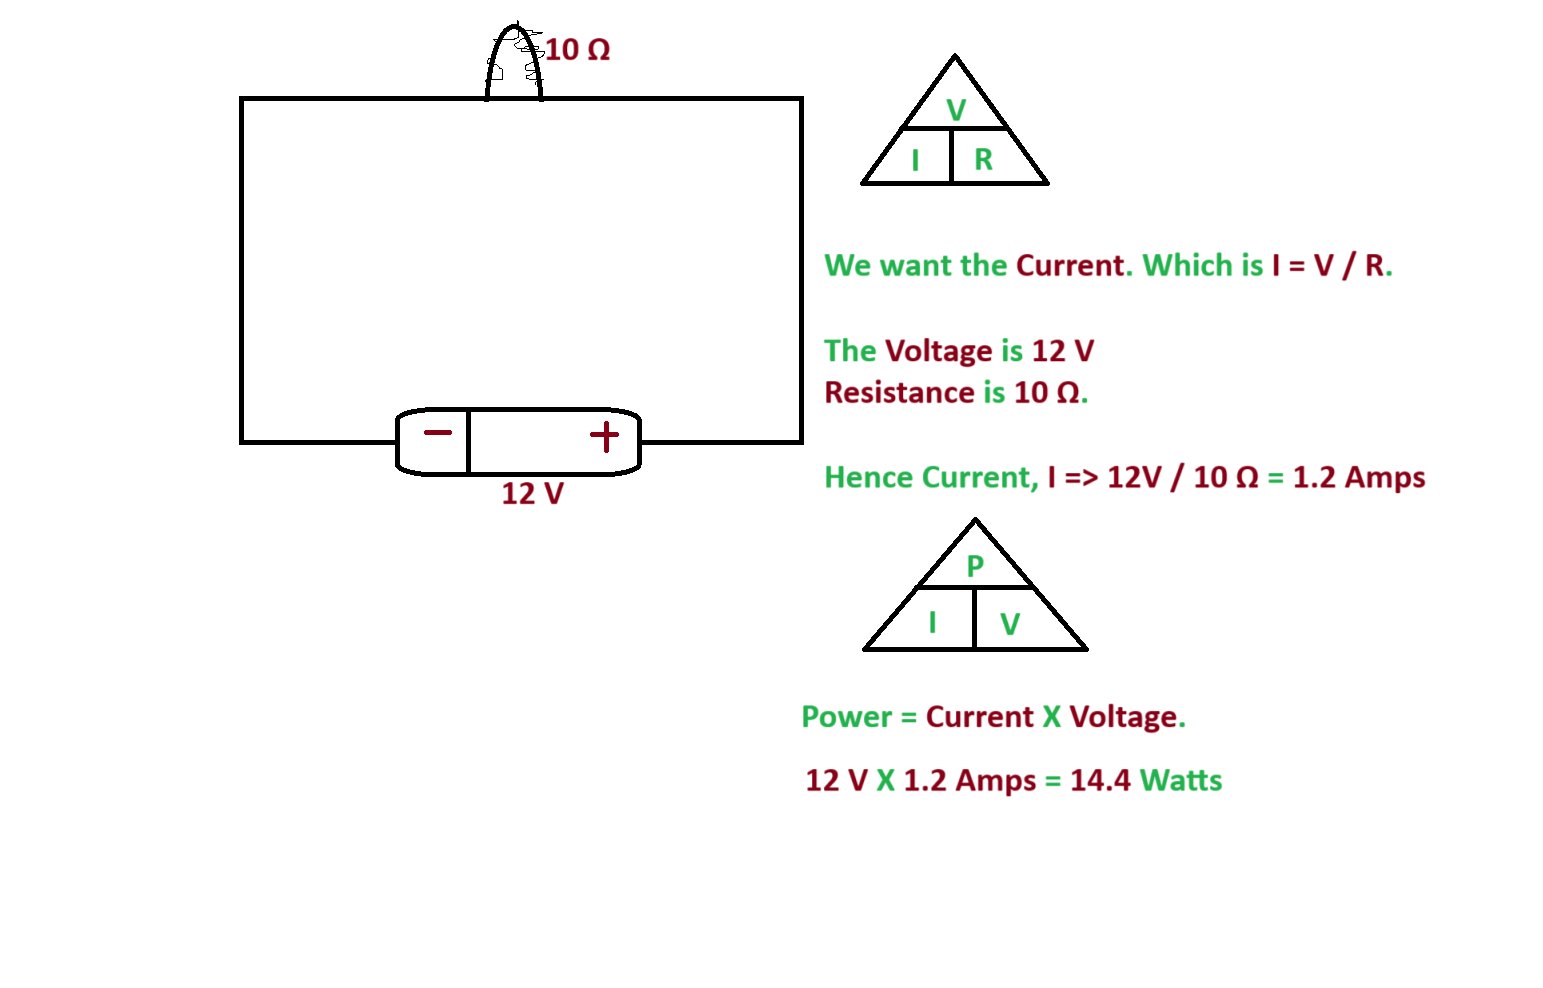 10 Ω
V
I R
We want the Current. Which is I = V / R.
The Voltage is 12 V
Resistance is 10 Ω.
− +
12 V
Hence Current, I => 12V / 10 Ω = 1.2 Amps
P
I V
Power = Current X Voltage.
12 V X 1.2 Amps = 14.4 Watts